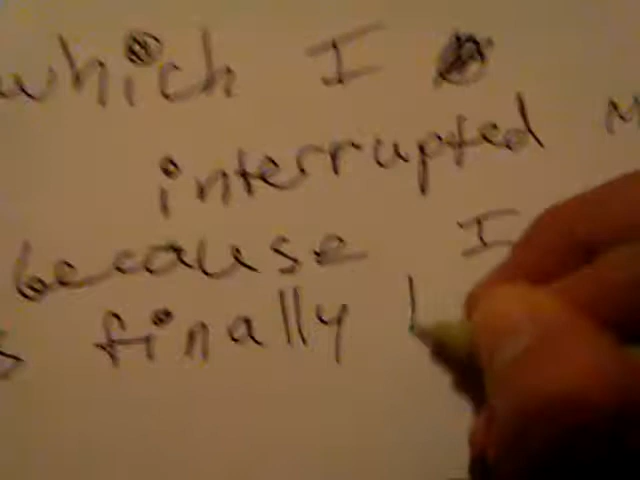 which I
interrupted
because I
finally